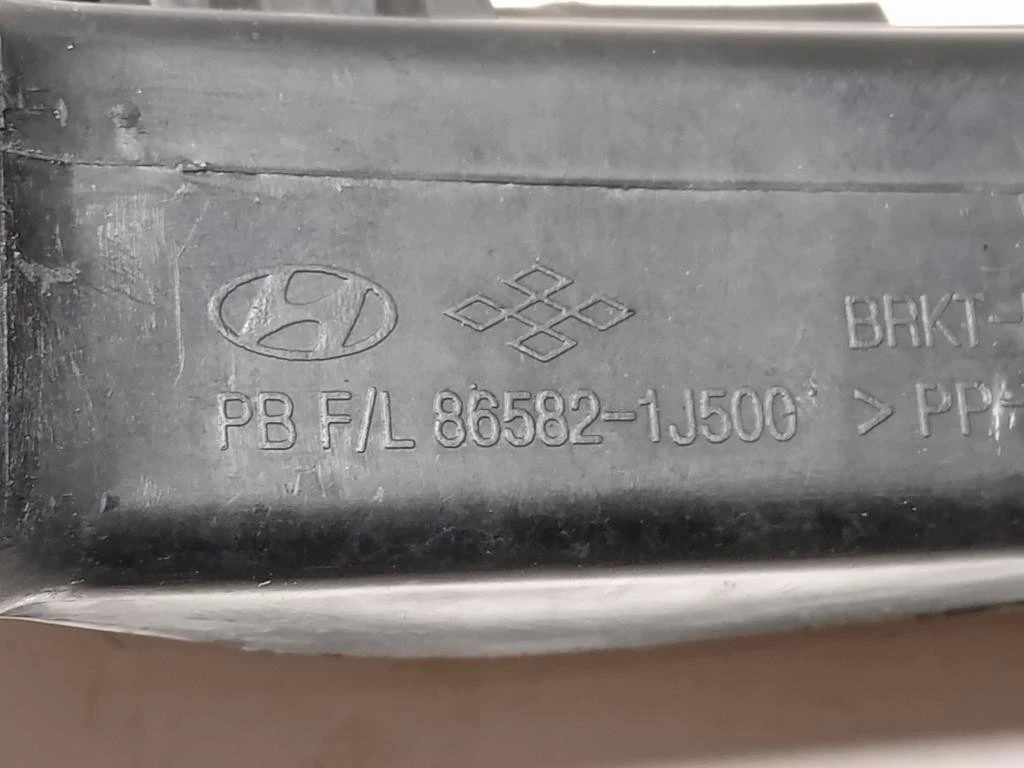 BRKT-
PB F/L 86582-1J500 > PP+